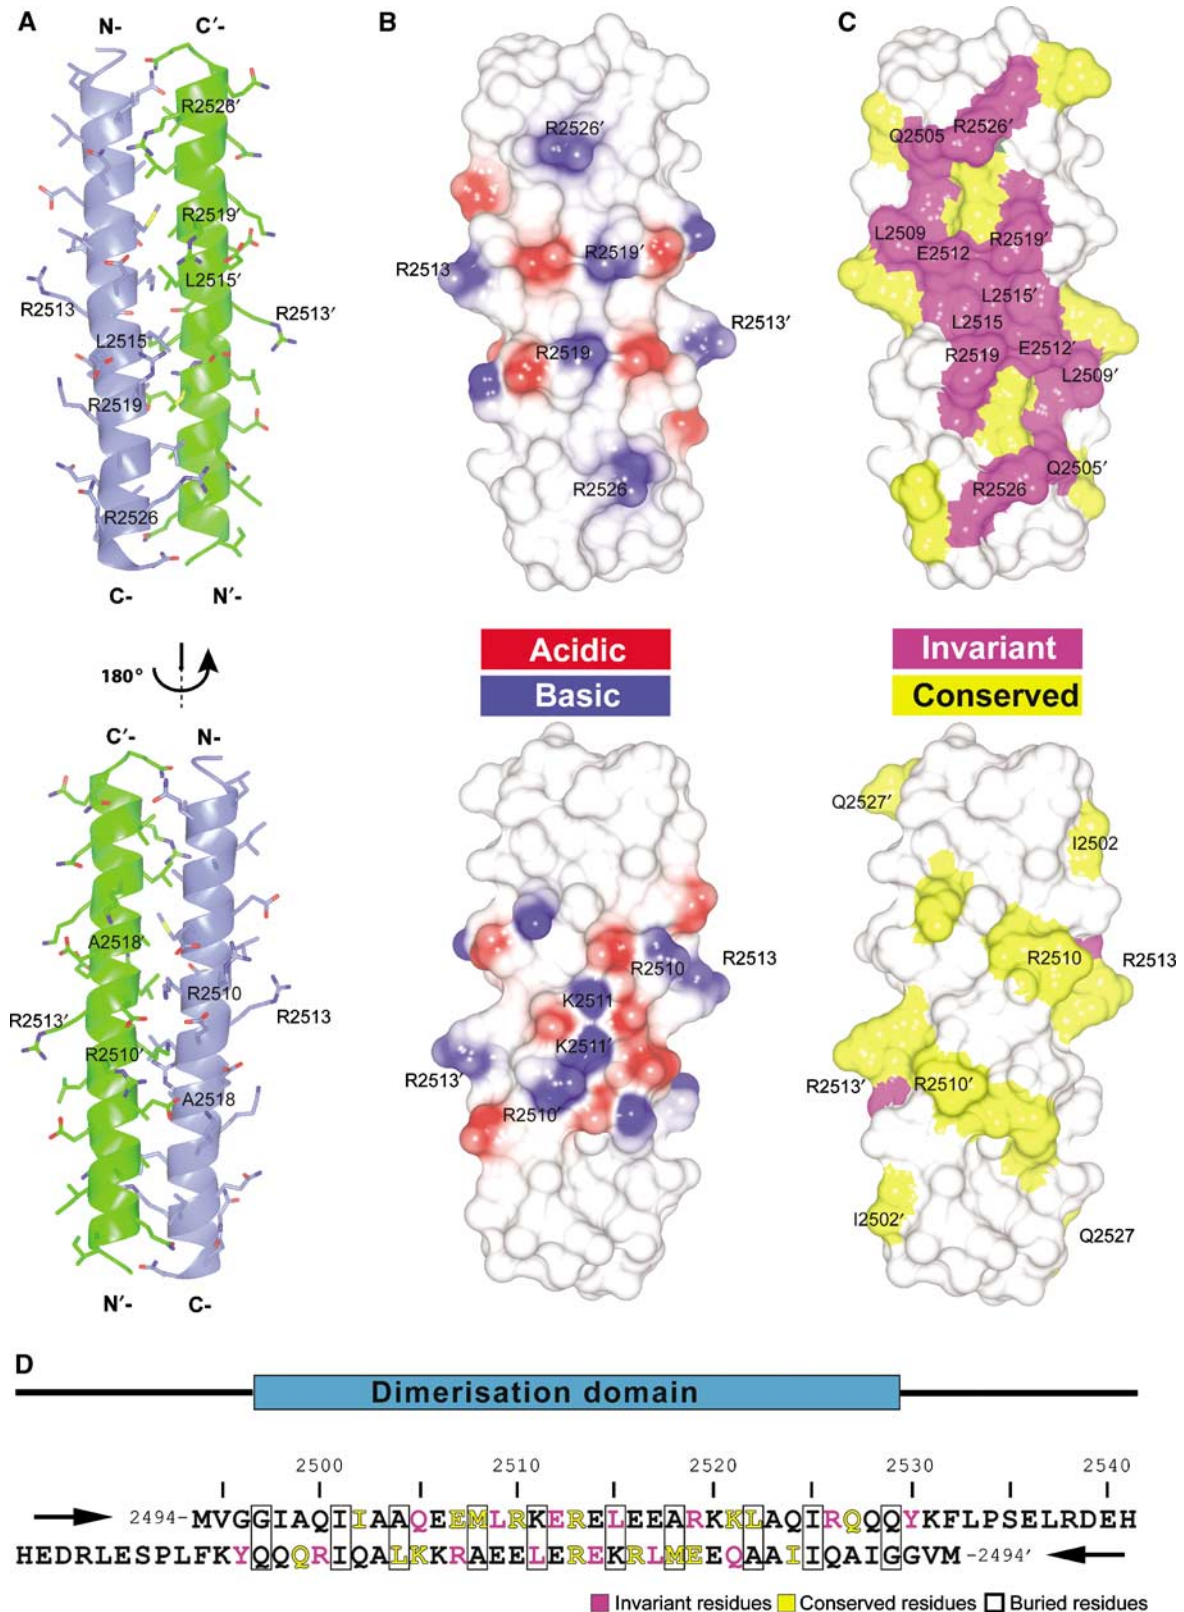 A
B
C
N-
C′-
R2526′
R2519′
L2515′
R2513
R2513′
L2515
R2519
R2526
C-
N′-
R2526′
R2513
R2519′
R2519
R2513′
R2526
Q2505
R2526′
L2509
E2512
R2519′
L2515′
L2515
R2519
E2512′
L2509′
Q2505′
R2526
180°
Acidic
Basic
Invariant
Conserved
C′-
N-
A2518′
R2510
R2513′
R2513
R2510′
A2518
N′-
C-
R2510
R2513
K2511
K2511′
R2513′
R2510′
Q2527′
I2502
R2510
R2513
R2513′
R2510′
I2502′
Q2527
D
Dimerisation domain
2500 2510 2520 2530 2540
2494-MVGGIAQIIAAQEEMLRKERELEEARKKLAQIRQQQYKFLPSELRDEH
HEDRLESPLFKYQQQRIQALKKRAEELEREKRLMEEQAAIIQAIGGVM-2494′
Invariant residues Conserved residues Buried residues